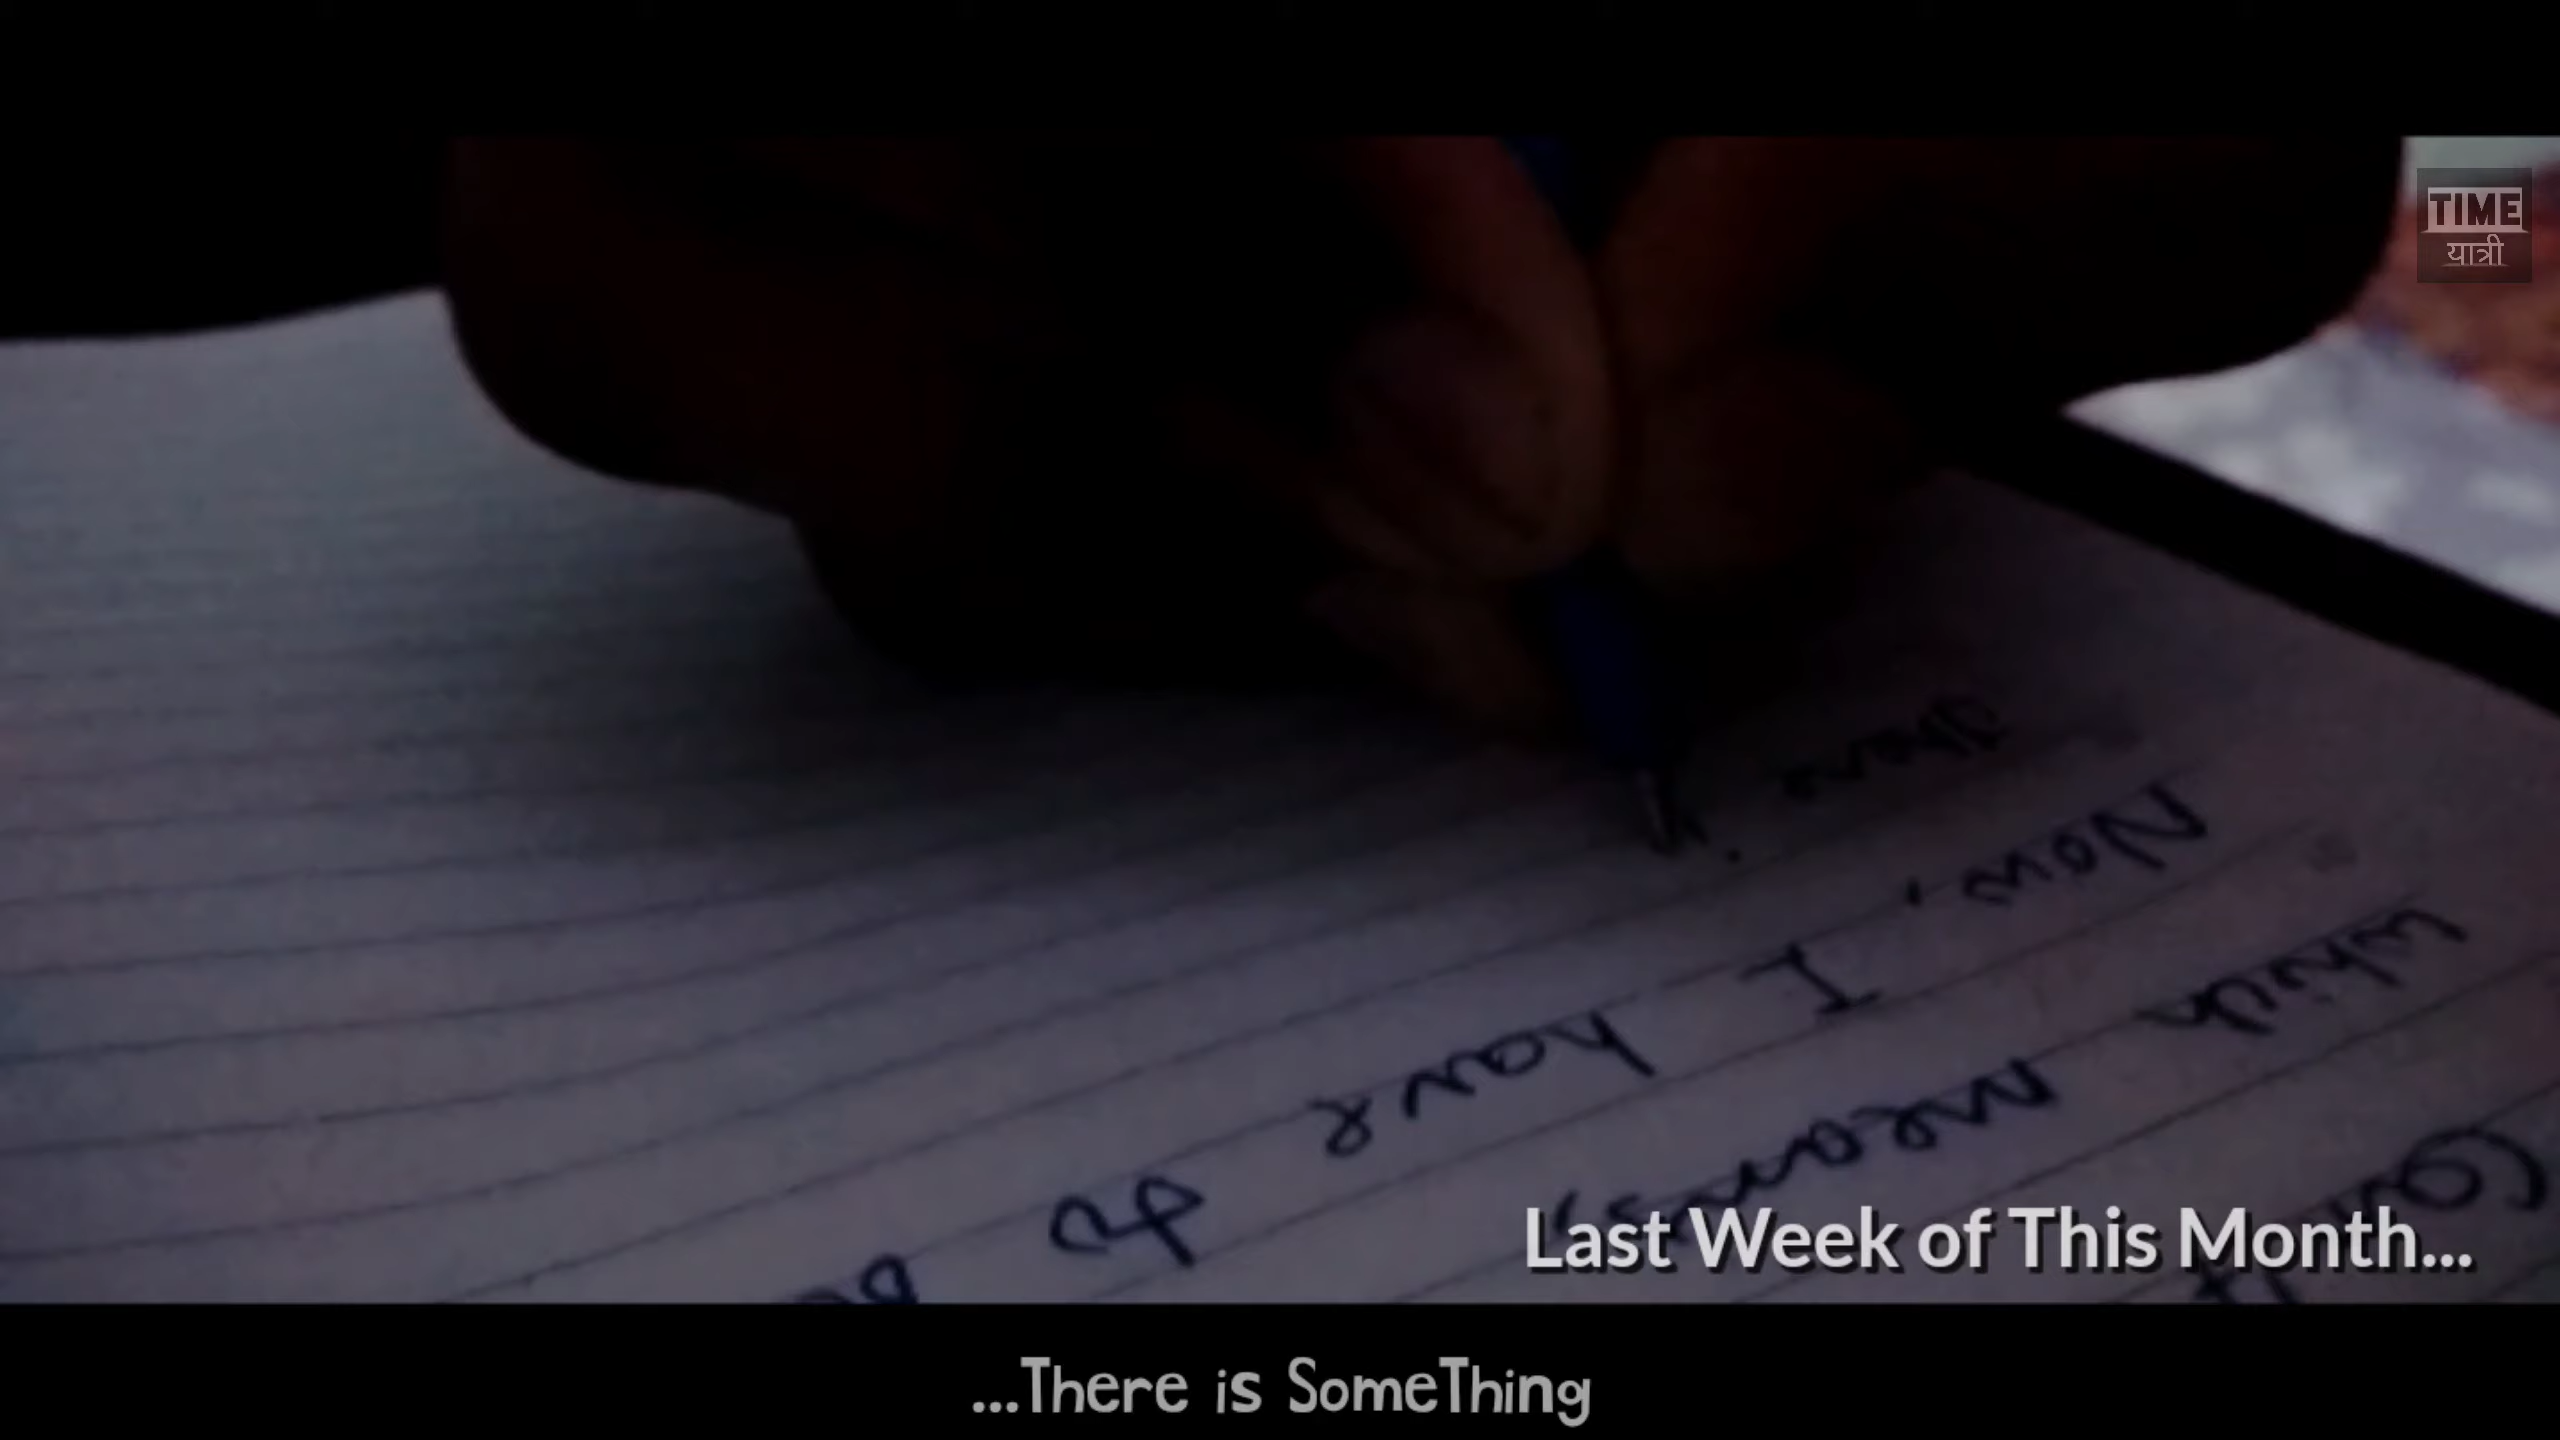 TIME
यात्री
There i
Now, I have to
which means
Last Week of This Month...
...There is SomeThing